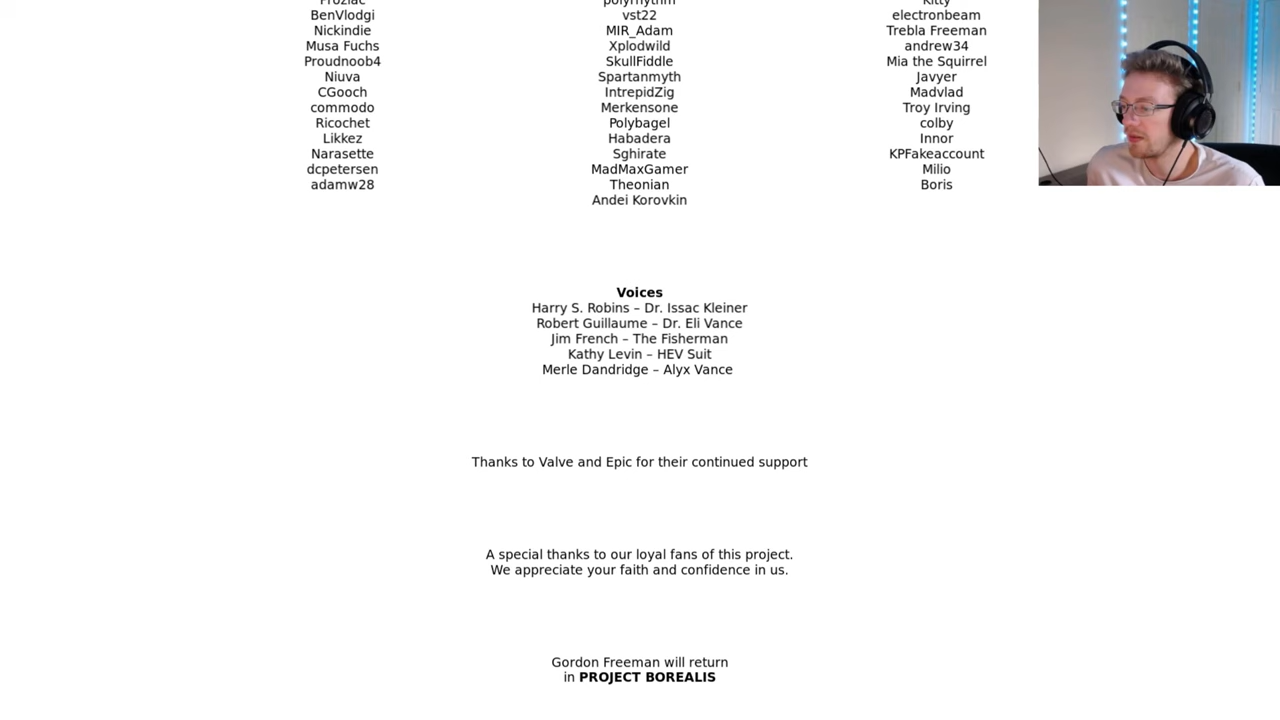 Froziac
BenVlodgi
Nickindie
Musa Fuchs
Proudnoob4
Niuva
CGooch
commodo
Ricochet
Likkez
Narasette
dcpetersen
adamw28
polyrhythm
vst22
MIR_Adam
Xplodwild
SkullFiddle
Spartanmyth
IntrepidZig
Merkensone
Polybagel
Habadera
Sghirate
MadMaxGamer
Theonian
Andei Korovkin
Kitty
electronbeam
Trebla Freeman
andrew34
Mia the Squirrel
Javyer
Madvlad
Troy Irving
colby
Innor
KPFakeaccount
Milio
Boris
Voices
Harry S. Robins – Dr. Issac Kleiner
Robert Guillaume – Dr. Eli Vance
Jim French – The Fisherman
Kathy Levin – HEV Suit
Merle Dandridge – Alyx Vance
Thanks to Valve and Epic for their continued support
A special thanks to our loyal fans of this project.
We appreciate your faith and confidence in us.
Gordon Freeman will return
in PROJECT BOREALIS